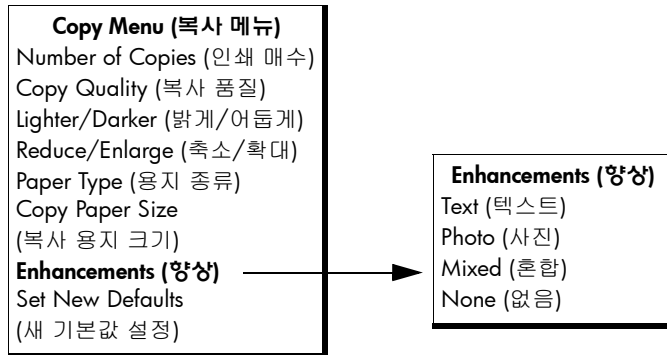 Copy Menu (복사 메뉴)
Number of Copies (인쇄 매수)
Copy Quality (복사 품질)
Lighter/Darker (밝게/어둡게)
Reduce/Enlarge (축소/확대)
Paper Type (용지 종류)
Copy Paper Size
(복사 용지 크기)
Enhancements (향상)
Set New Defaults
(새 기본값 설정)
Enhancements (향상)
Text (텍스트)
Photo (사진)
Mixed (혼합)
None (없음)